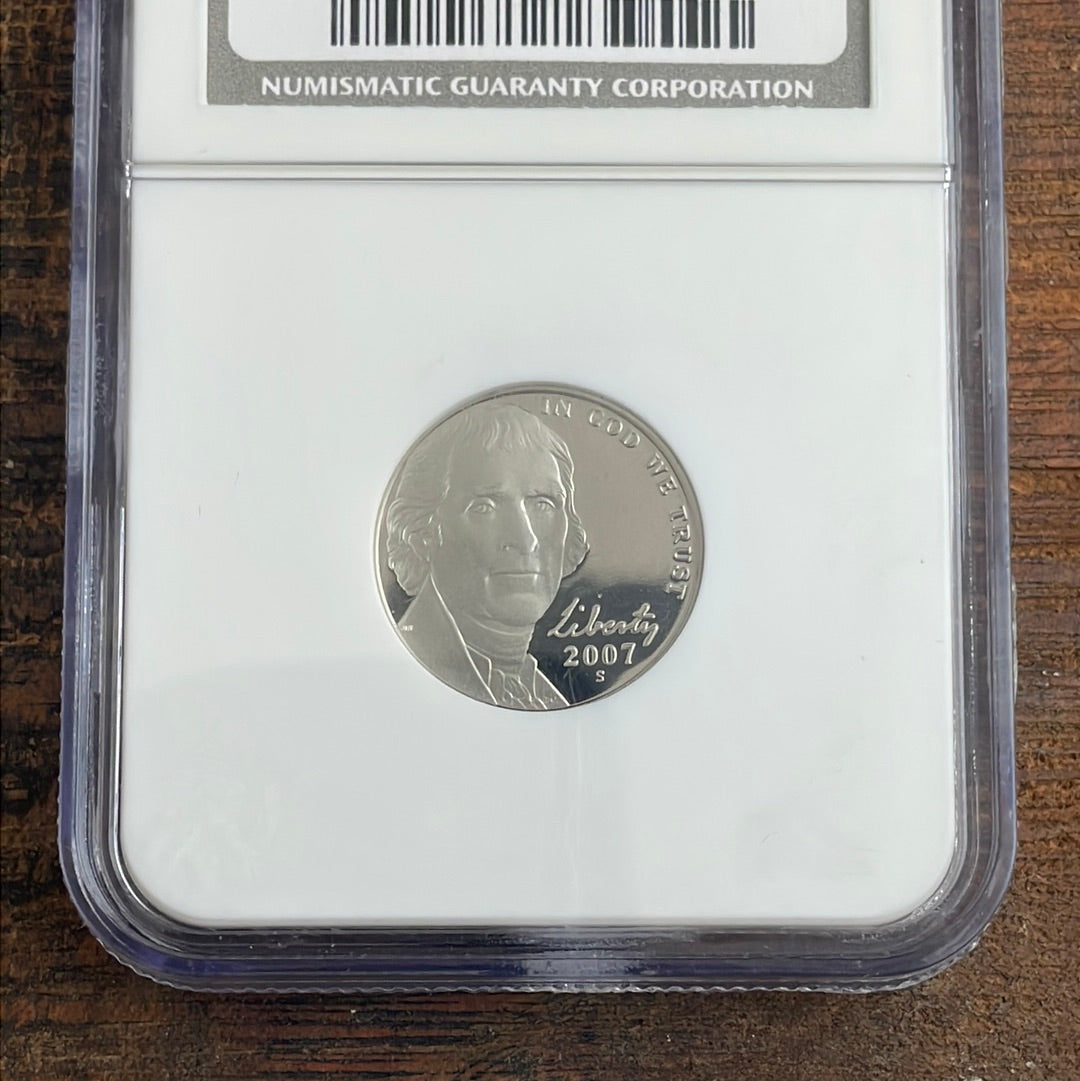 NUMISMATIC GUARANTY CORPORATION
IN GOD WE TRUST
Liberty
2007
S